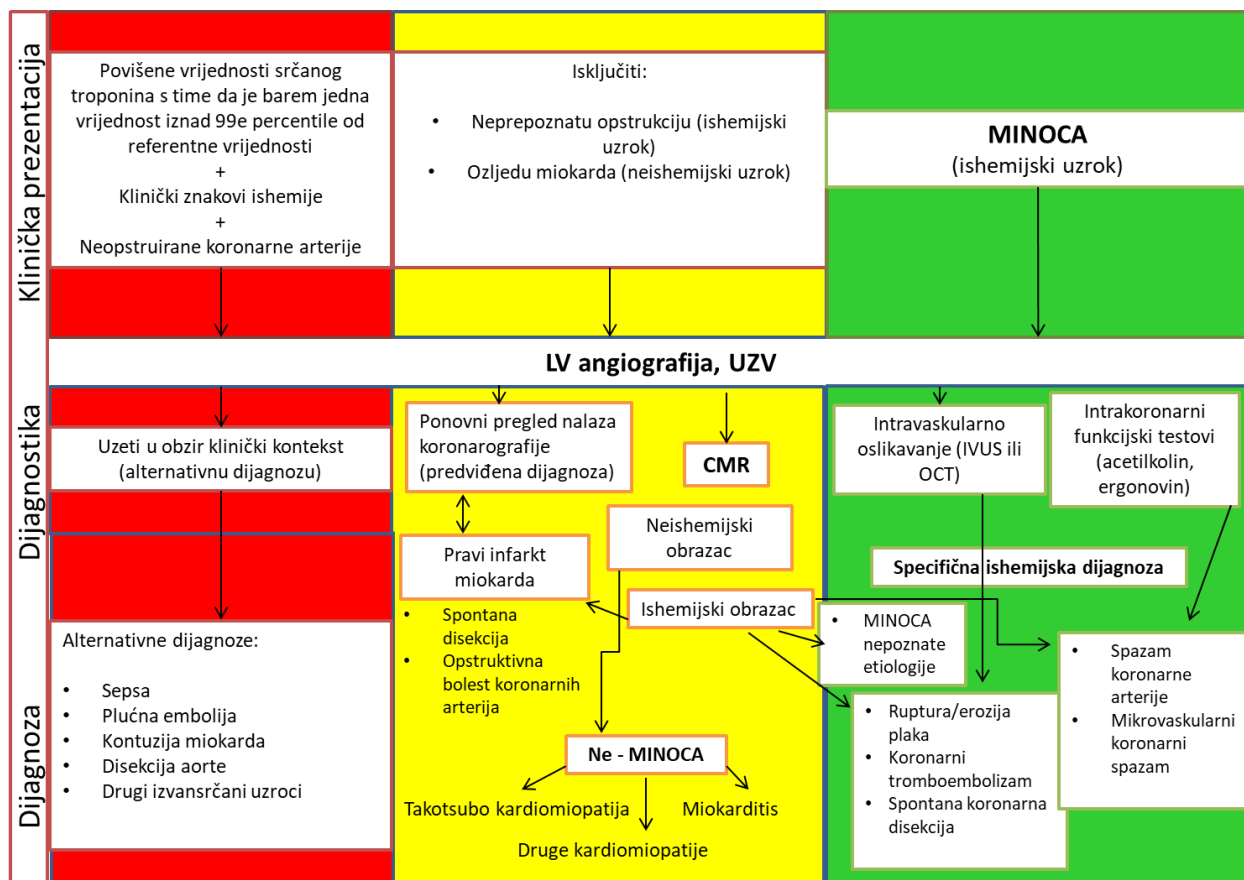 Klinička prezentacija
Povišene vrijednosti srčanog
troponina s time da je barem jedna
vrijednost iznad 99e percentile od
referentne vrijednosti
+
Klinički znakovi ishemije
+
Neopstruirane koronarne arterije
Isključiti:
• Neprepoznatu opstrukciju (ishemijski
uzrok)
• Ozljedu miokarda (neishemijski uzrok)
MINOCA
(ishemijski uzrok)
LV angiografija, UZV
Dijagnostika
Uzeti u obzir klinički kontekst
(alternativnu dijagnozu)
Ponovni pregled nalaza
koronarografije
(predviđena dijagnoza)
CMR
Intravaskularno
oslikavanje (IVUS ili
OCT)
Intrakoronarni
funkcijski testovi
(acetilkolin,
ergonovin)
Neishemijski
obrazac
Pravi infarkt
miokarda
Specifična ishemijska dijagnoza
Ishemijski obrazac
Dijagnoza
Alternativne dijagnoze:
• Sepsa
• Plućna embolija
• Kontuzija miokarda
• Disekcija aorte
• Drugi izvansrčani uzroci
• Spontana
disekcija
• Opstruktivna
bolest koronarnih
arterija
• MINOCA
nepoznate
etiologije
• Spazam
koronarne
arterije
• Mikrovaskularni
koronarni
spazam
• Ruptura/erozija
plaka
• Koronarni
tromboembolizam
• Spontana koronarna
disekcija
Ne - MINOCA
Takotsubo kardiomiopatija
Miokarditis
Druge kardiomiopatije